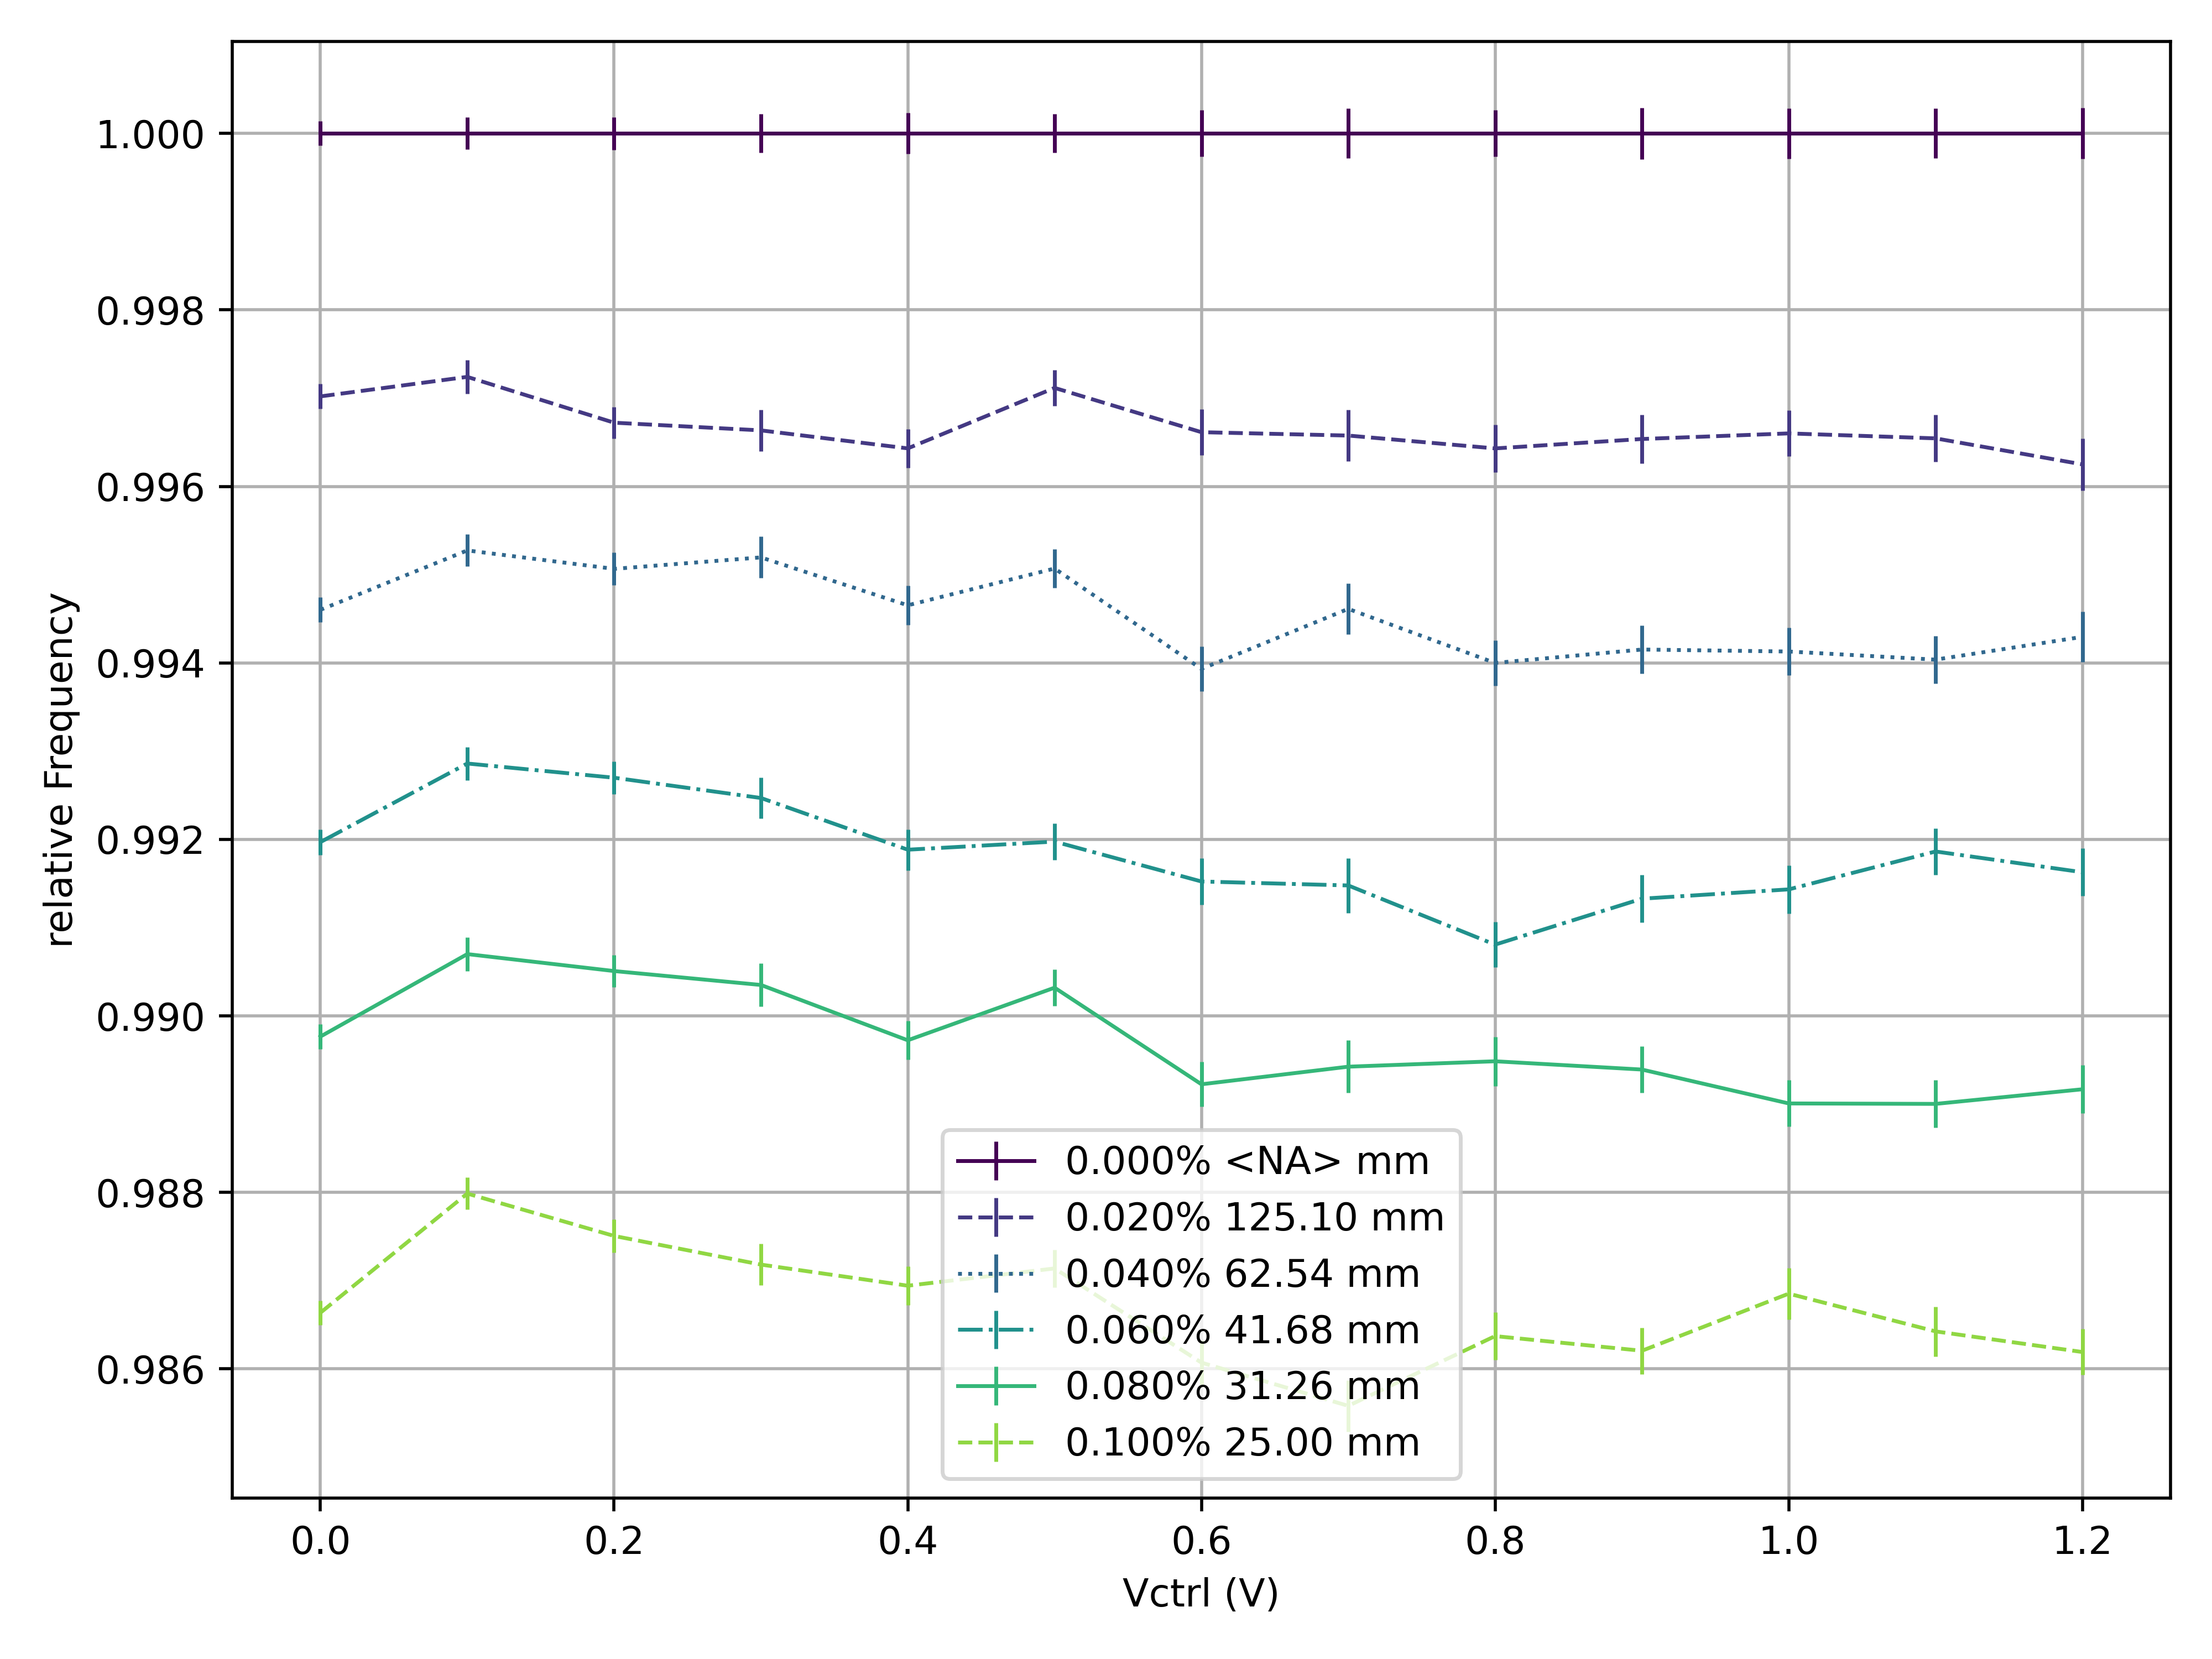 1.000
0.998
0.996
0.994
0.992
0.990
0.988
0.986
relative Frequency
0.000% <NA> mm
0.020% 125.10 mm
0.040% 62.54 mm
0.060% 41.68 mm
0.080% 31.26 mm
0.100% 25.00 mm
0.0 0.2 0.4 0.6 0.8 1.0 1.2
Vctrl (V)